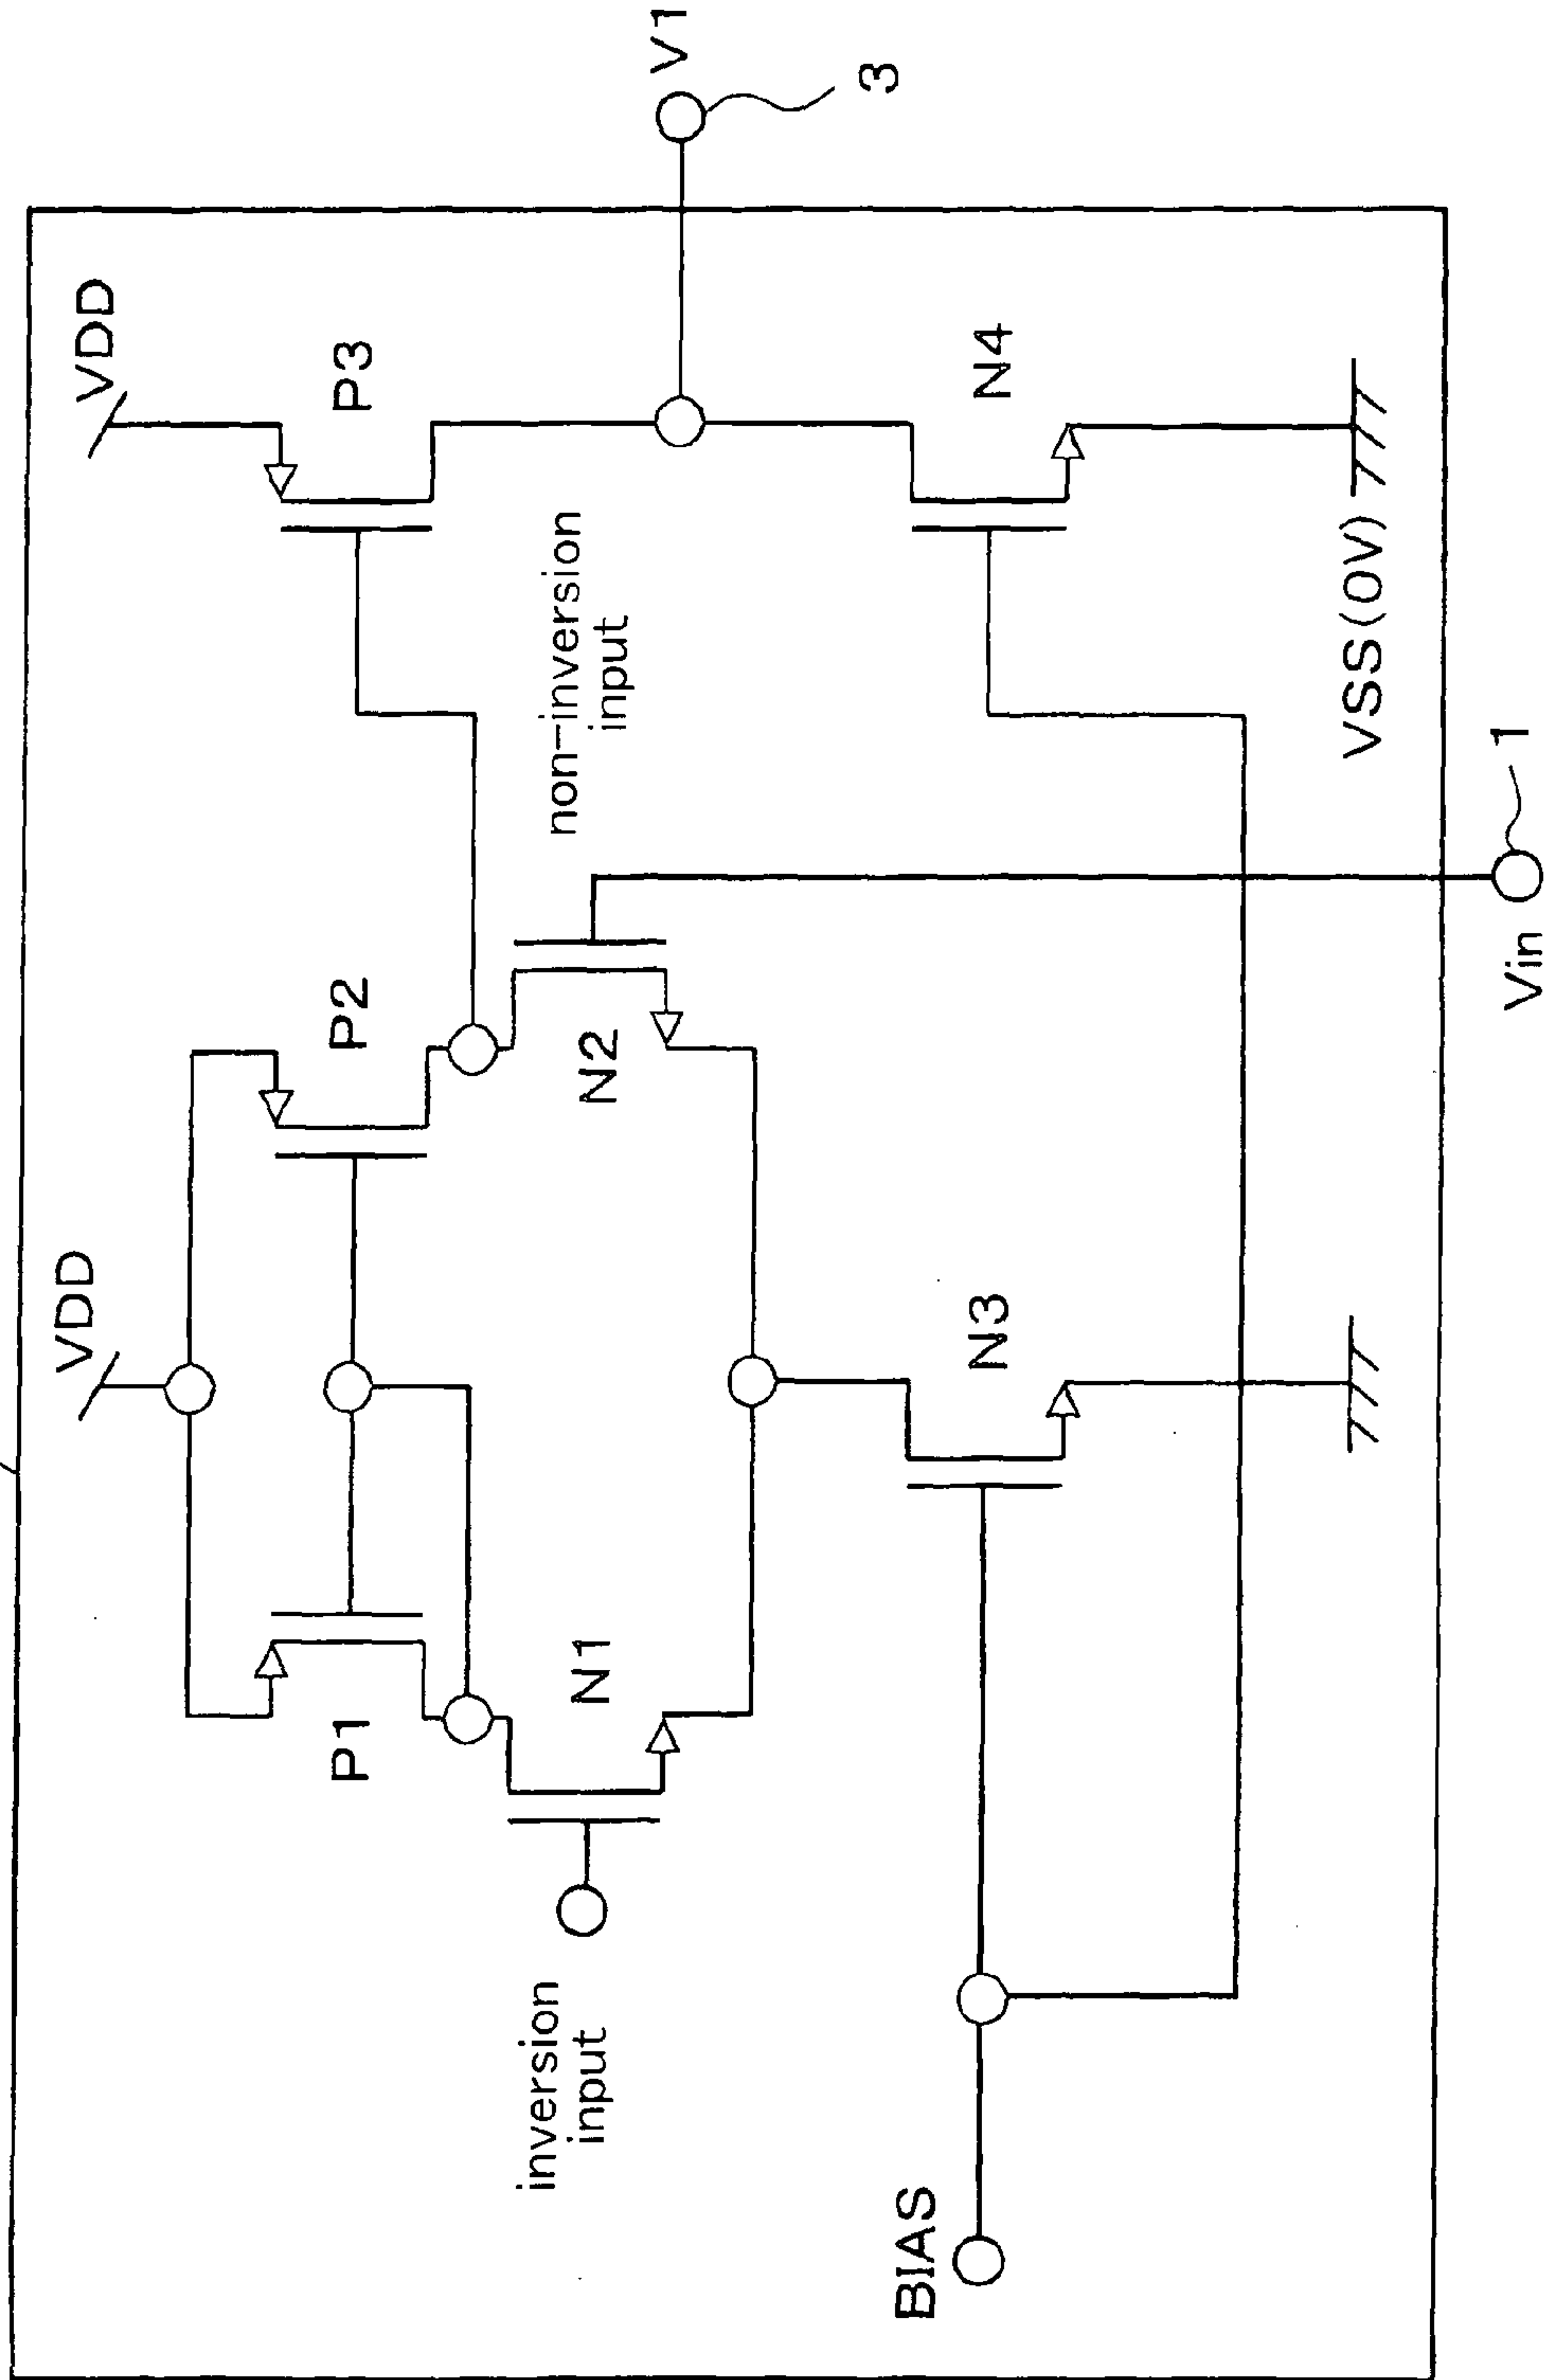 VDD
VDD
P1
P2
P3
V1
3
inversion
input
N1
N2
non-inversion
input
BIAS
N3
N4
VSS(0V)
Vin
1